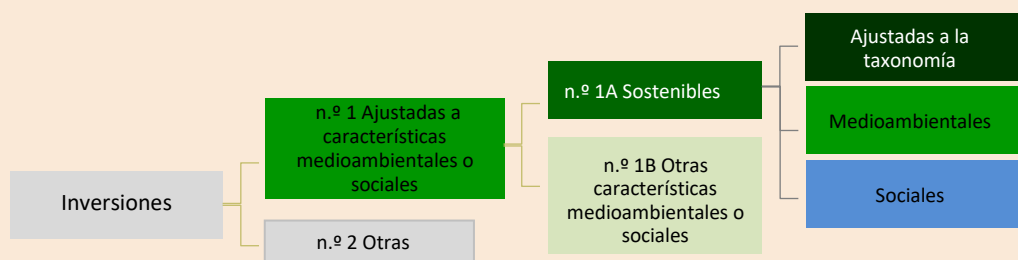 Inversiones
n.º 1 Ajustadas a
características
medioambientales o
sociales
n.º 2 Otras
n.º 1A Sostenibles
n.º 1B Otras
características
medioambientales o
sociales
Ajustadas a la
taxonomía
Medioambientales
Sociales